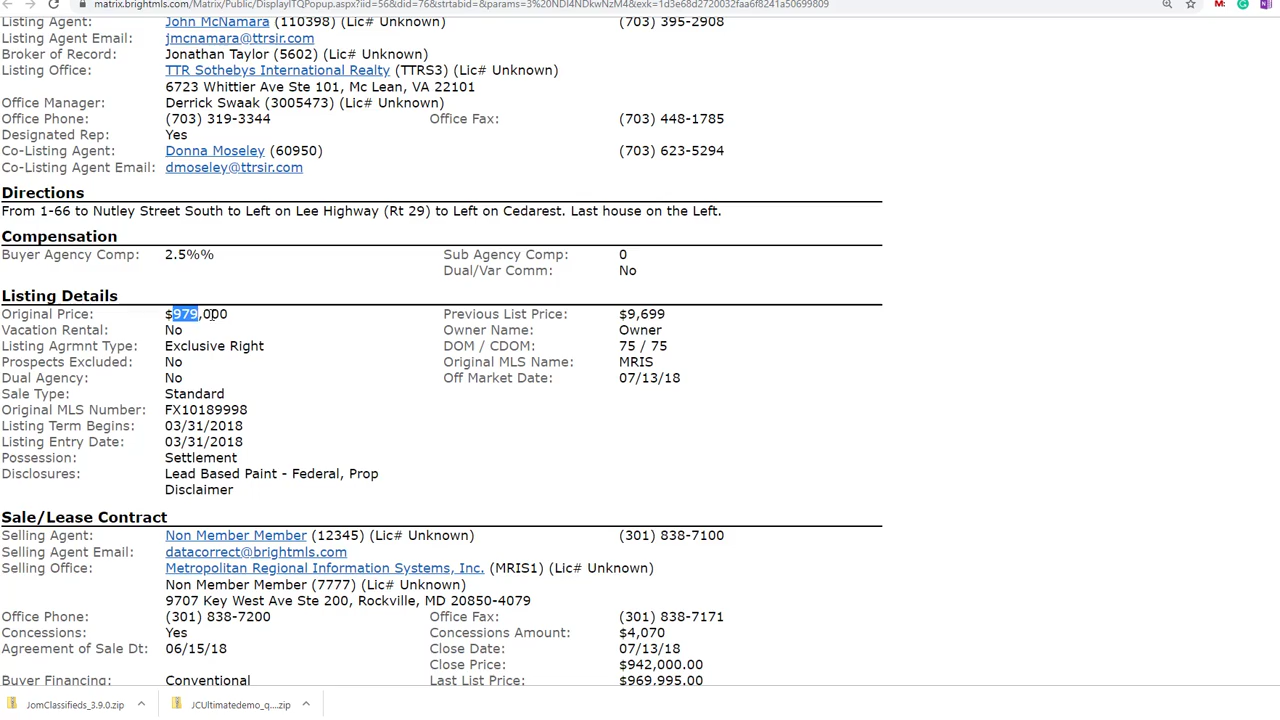 matrix.brightmls.com/Matrix/Public/DisplayITQPopup.aspx?iid=56&did=76&strtabid=&params=3%20NDI4NDkwNzM4&exk=1d3e68d2720032faa6f8241a50699809
Listing Agent: John McNamara (110398) (Lic# Unknown) (703) 395-2908
Listing Agent Email: jmcnamara@ttrsir.com
Broker of Record: Jonathan Taylor (5602) (Lic# Unknown)
Listing Office: TTR Sothebys International Realty (TTRS3) (Lic# Unknown)
6723 Whittier Ave Ste 101, Mc Lean, VA 22101
Office Manager: Derrick Swaak (3005473) (Lic# Unknown)
Office Phone: (703) 319-3344 Office Fax: (703) 448-1785
Designated Rep: Yes
Co-Listing Agent: Donna Moseley (60950) (703) 623-5294
Co-Listing Agent Email: dmoseley@ttrsir.com
Directions
From 1-66 to Nutley Street South to Left on Lee Highway (Rt 29) to Left on Cedarest. Last house on the Left.
Compensation
Buyer Agency Comp: 2.5%% Sub Agency Comp: 0
Dual/Var Comm: No
Listing Details
Original Price: $979,000 Previous List Price: $9,699
Vacation Rental: No Owner Name: Owner
Listing Agrmnt Type: Exclusive Right DOM / CDOM: 75 / 75
Prospects Excluded: No Original MLS Name: MRIS
Dual Agency: No Off Market Date: 07/13/18
Sale Type: Standard
Original MLS Number: FX10189998
Listing Term Begins: 03/31/2018
Listing Entry Date: 03/31/2018
Possession: Settlement
Disclosures: Lead Based Paint - Federal, Prop
Disclaimer
Sale/Lease Contract
Selling Agent: Non Member Member (12345) (Lic# Unknown) (301) 838-7100
Selling Agent Email: datacorrect@brightmls.com
Selling Office: Metropolitan Regional Information Systems, Inc. (MRIS1) (Lic# Unknown)
Non Member Member (7777) (Lic# Unknown)
9707 Key West Ave Ste 200, Rockville, MD 20850-4079
Office Phone: (301) 838-7200 Office Fax: (301) 838-7171
Concessions: Yes Concessions Amount: $4,070
Agreement of Sale Dt: 06/15/18 Close Date: 07/13/18
Close Price: $942,000.00
Buyer Financing: Conventional Last List Price: $969,995.00
JomClassifieds_3.9.0.zip JCUltimatedemo_q....zip